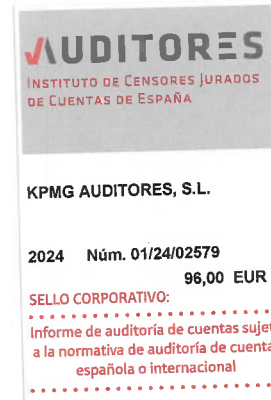 AUDITORES
INSTITUTO DE CENSORES JURADOS
DE CUENTAS DE ESPAÑA
KPMG AUDITORES, S.L.
2024 Núm. 01/24/02579
96,00 EUR
SELLO CORPORATIVO:
Informe de auditoría de cuentas
a la normativa de auditoría de
española o internacional